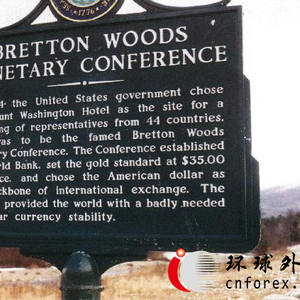 1776
BRETTON WOODS
NETARY CONFERENCE
4 the United States government chose
unt Washington Hotel as the site for a
ng of representatives from 44 countries.
as to be the famed Bretton Woods
ry Conference. The Conference established
rld Bank, set the gold standard at $35.00
ce, and chose the American dollar as
ckbone of international exchange. The
provided the world with a badly needed
ar currency stability.
环球外
cnforex.